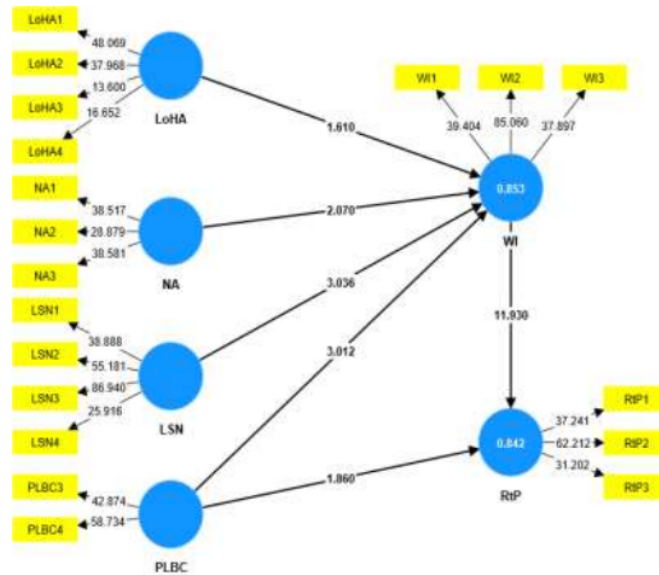 LoHA1
48.069
LoHA2
37.968
LoHA3
13.600
16.652
LoHA4
LoHA
1.610
WI1
WI2
WI3
39.404
85.060
37.897
0.853
WI
NA1
38.517
NA2
28.879
38.581
NA3
NA
2.070
LSN1
38.888
LSN2
55.181
LSN3
86.940
25.916
LSN4
LSN
3.036
3.012
11.930
PLBC3
42.874
PLBC4
58.734
PLBC
1.860
0.842
RtP
37.241
RtP1
62.212
RtP2
31.202
RtP3